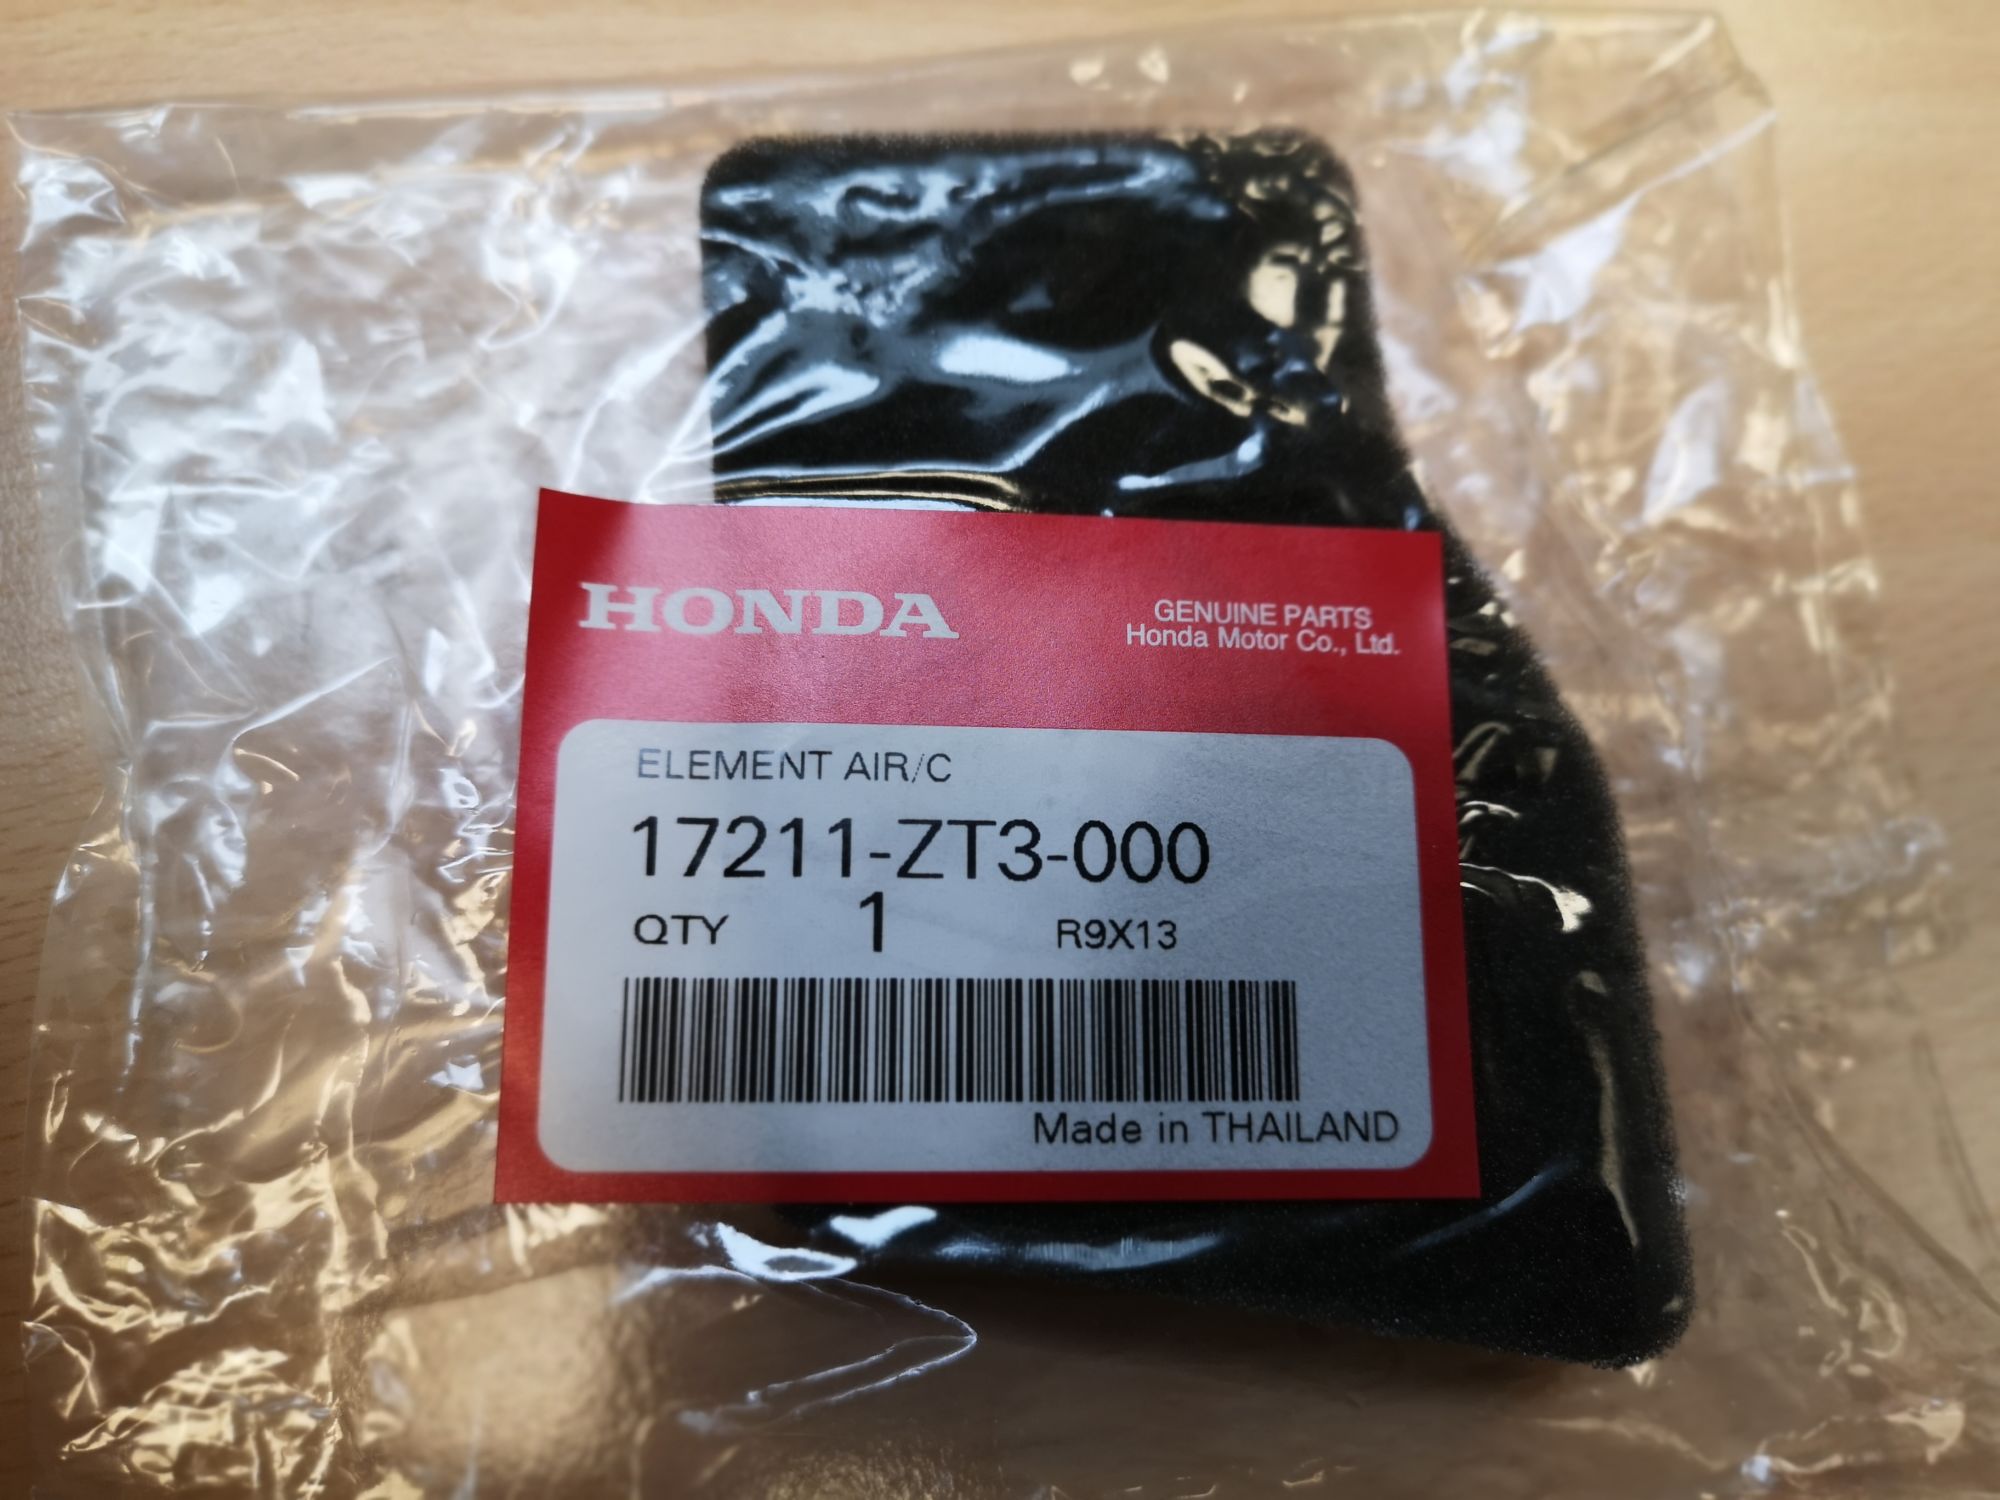 HONDA
GENUINE PARTS
Honda Motor Co., Ltd.
ELEMENT AIR/C
17211-ZT3-000
QTY 1 R9X13
Made in THAILAND